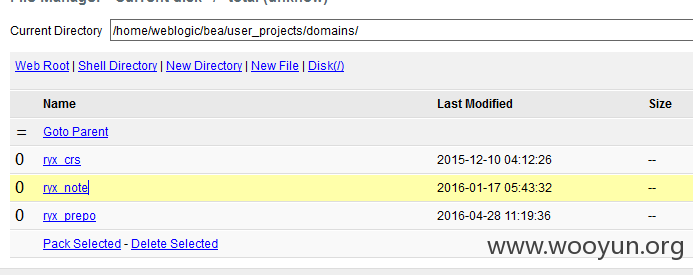 File Manager - Current disk "/" total (unknow)
Current Directory /home/weblogic/bea/user_projects/domains/
Web Root | Shell Directory | New Directory | New File | Disk(/)
Name Last Modified Size
= Goto Parent
0 ryx_crs 2015-12-10 04:12:26 --
0 ryx_note 2016-01-17 05:43:32 --
0 ryx_prepo 2016-04-28 11:19:36 --
Pack Selected - Delete Selected
www.wooyun.org